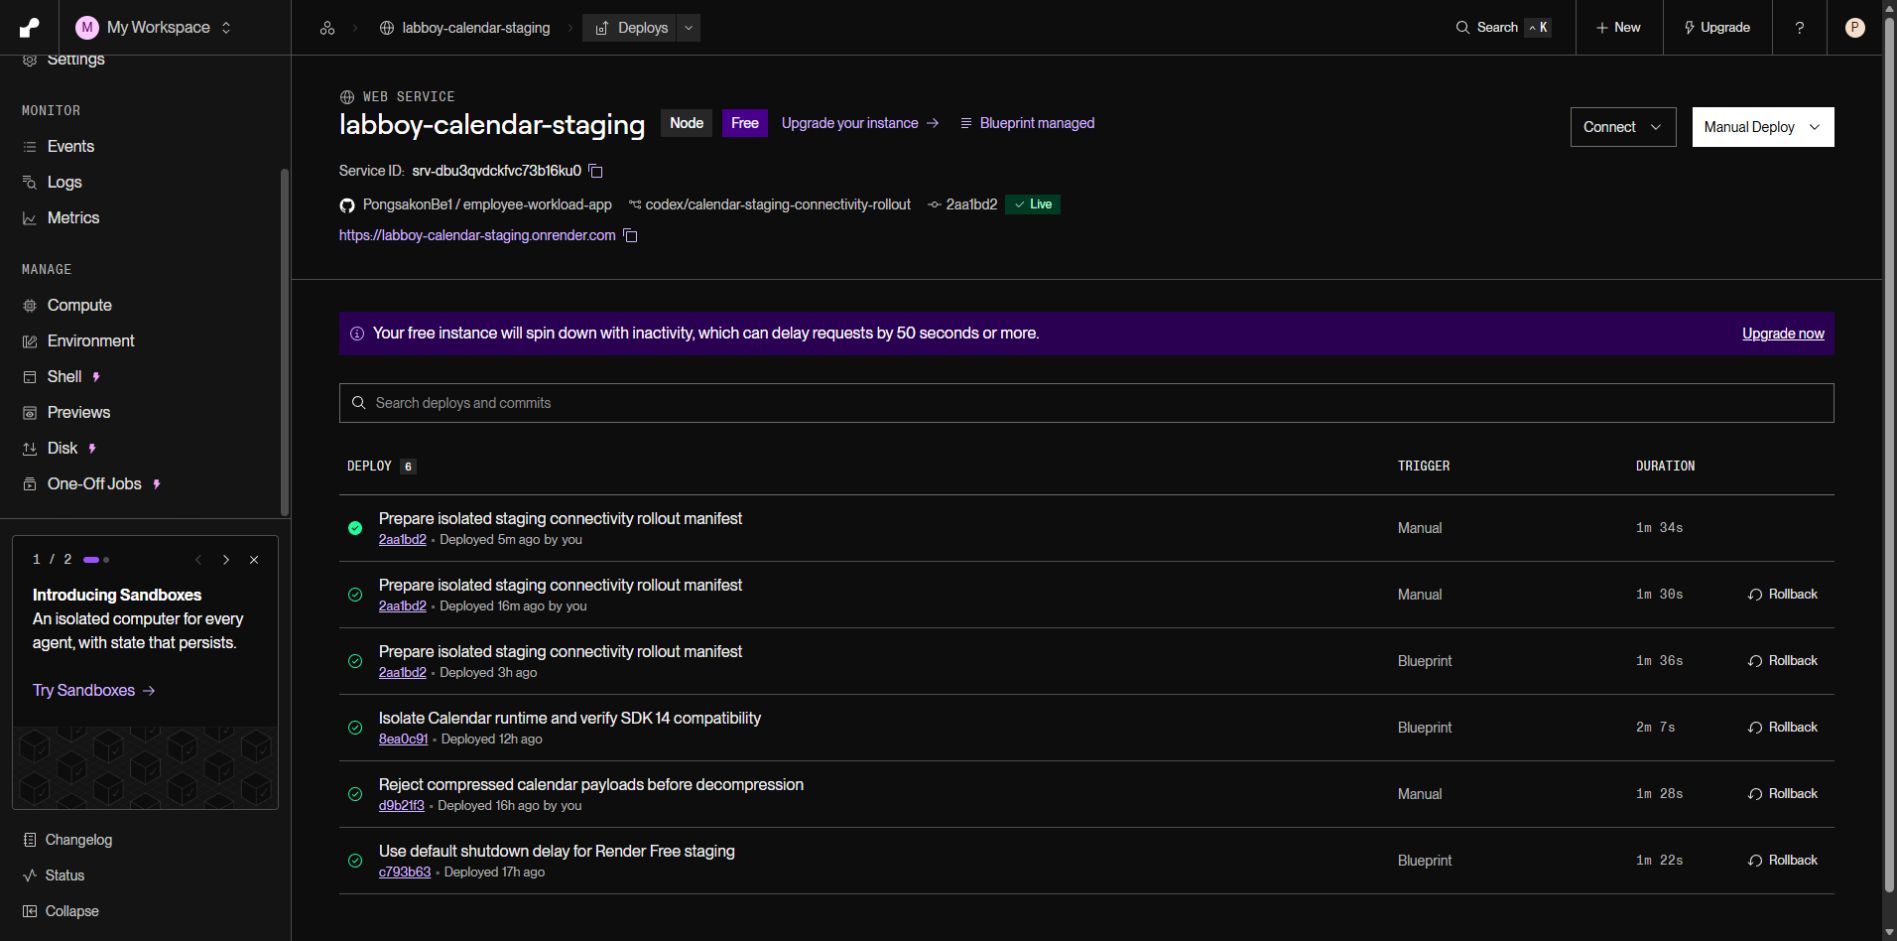 M My Workspace
labboy-calendar-staging
Deploys
Search ^ K
+ New
Upgrade
?
P
Settings
MONITOR
Events
Logs
Metrics
MANAGE
Compute
Environment
Shell
Previews
Disk
One-Off Jobs
1 / 2
Introducing Sandboxes
An isolated computer for every
agent, with state that persists.
Try Sandboxes →
Changelog
Status
Collapse
WEB SERVICE
labboy-calendar-staging Node Free Upgrade your instance → Blueprint managed
Connect
Manual Deploy
Service ID: srv-dbu3qvdckfvc73b16ku0
PongsakonBe1 / employee-workload-app codex/calendar-staging-connectivity-rollout 2aa1bd2 Live
https://labboy-calendar-staging.onrender.com
Your free instance will spin down with inactivity, which can delay requests by 50 seconds or more. Upgrade now
Search deploys and commits
DEPLOY 6 TRIGGER DURATION
Prepare isolated staging connectivity rollout manifest
2aa1bd2 • Deployed 5m ago by you
Manual 1m 34s
Prepare isolated staging connectivity rollout manifest
2aa1bd2 • Deployed 16m ago by you
Manual 1m 30s Rollback
Prepare isolated staging connectivity rollout manifest
2aa1bd2 • Deployed 3h ago
Blueprint 1m 36s Rollback
Isolate Calendar runtime and verify SDK 14 compatibility
8ea0c91 • Deployed 12h ago
Blueprint 2m 7s Rollback
Reject compressed calendar payloads before decompression
d9b21f3 • Deployed 16h ago by you
Manual 1m 28s Rollback
Use default shutdown delay for Render Free staging
c793b63 • Deployed 17h ago
Blueprint 1m 22s Rollback